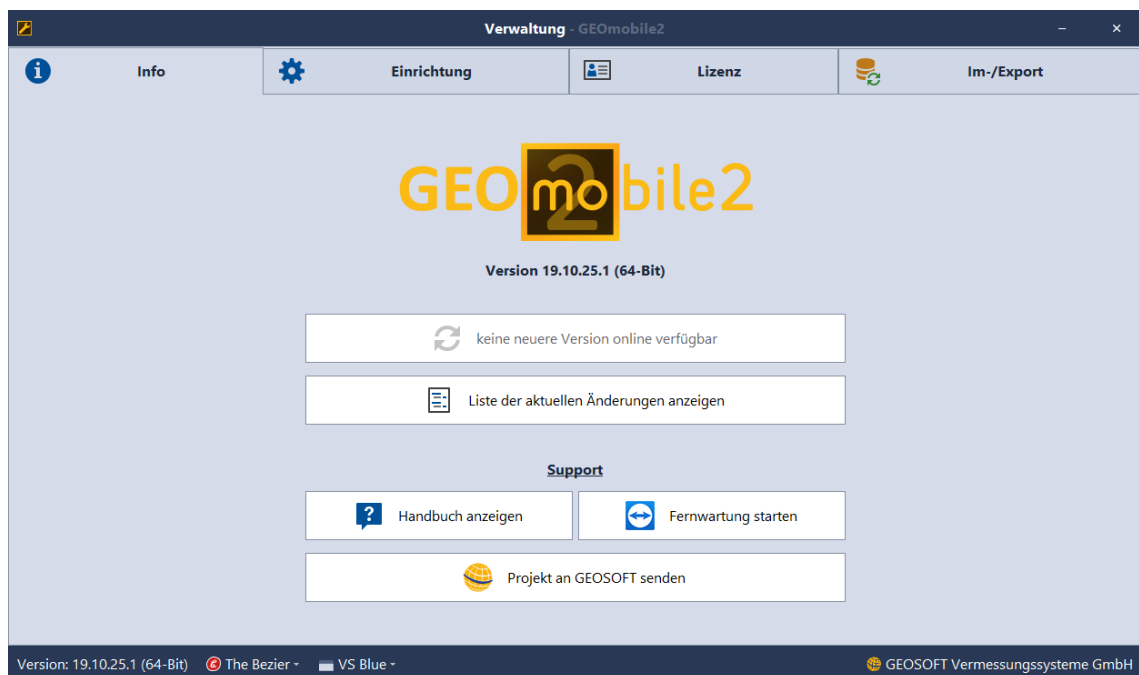 Verwaltung - GEOmobile2
Info
Einrichtung
Lizenz
Im-/Export
GEOmobile2
Version 19.10.25.1 (64-Bit)
keine neuere Version online verfügbar
Liste der aktuellen Änderungen anzeigen
Support
Handbuch anzeigen
Fernwartung starten
Projekt an GEOSOFT senden
Version: 19.10.25.1 (64-Bit) The Bezier VS Blue GEOSOFT Vermessungssysteme GmbH